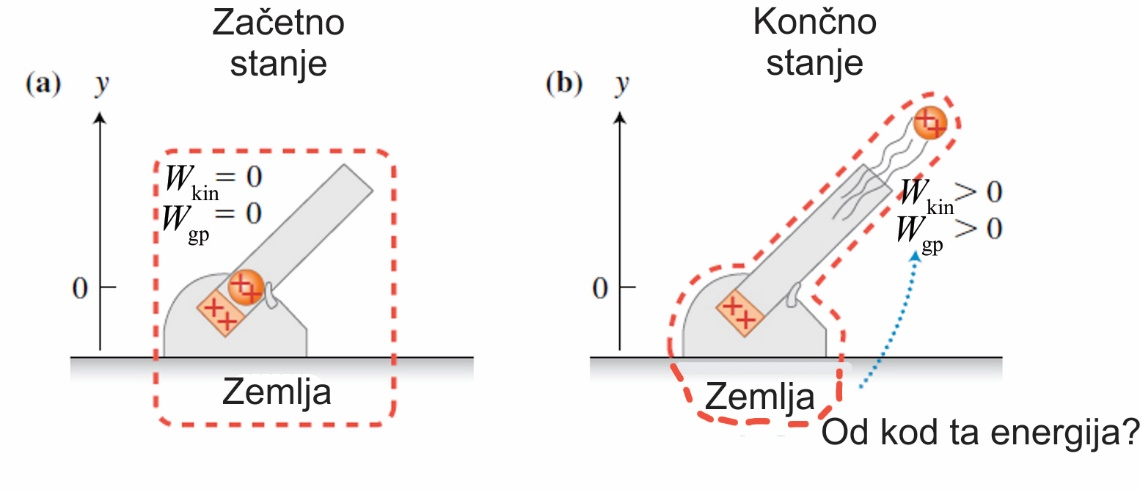 Začetno
stanje
(a) y
W_kin = 0
W_gp = 0
0
+ +
+ +
Zemlja
Končno
stanje
(b) y
W_kin > 0
W_gp > 0
0
+ +
+ +
Zemlja
Od kod ta energija?